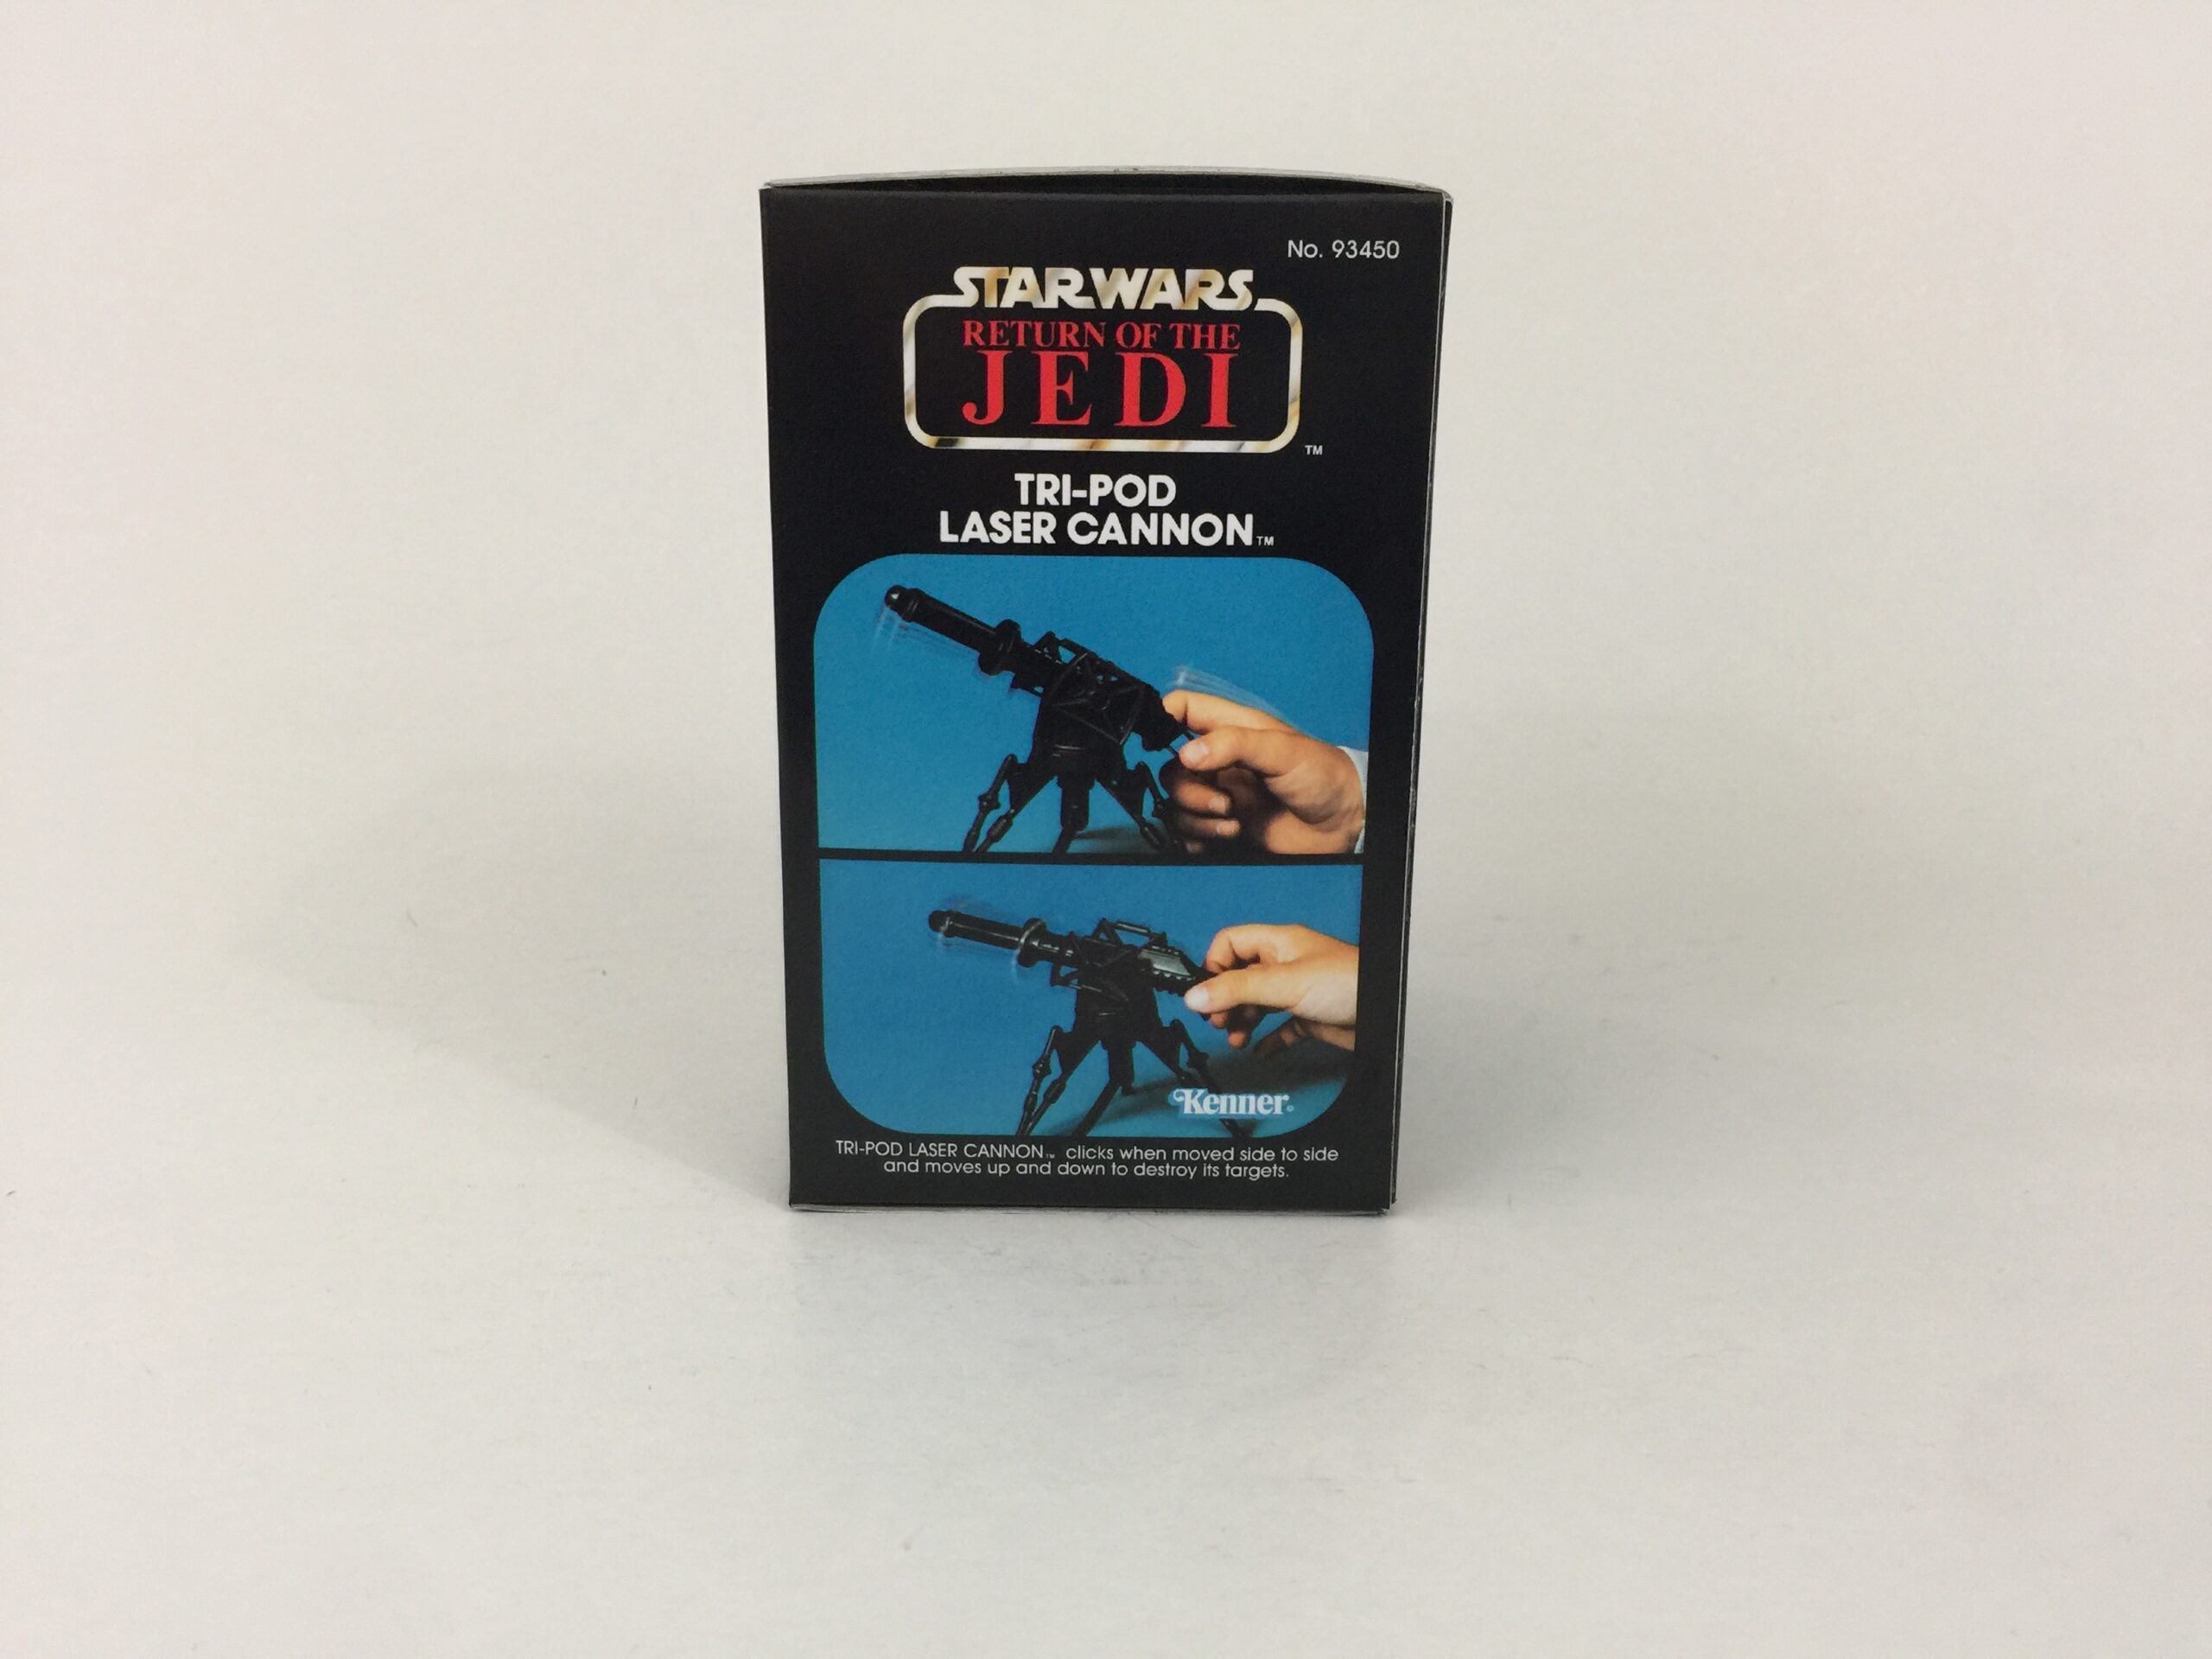 No. 93450
STAR WARS
RETURN OF THE
JEDI
TM
TRI-POD
LASER CANNON TM
Kenner
TRI-POD LASER CANNON TM clicks when moved side to side
and moves up and down to destroy its targets.